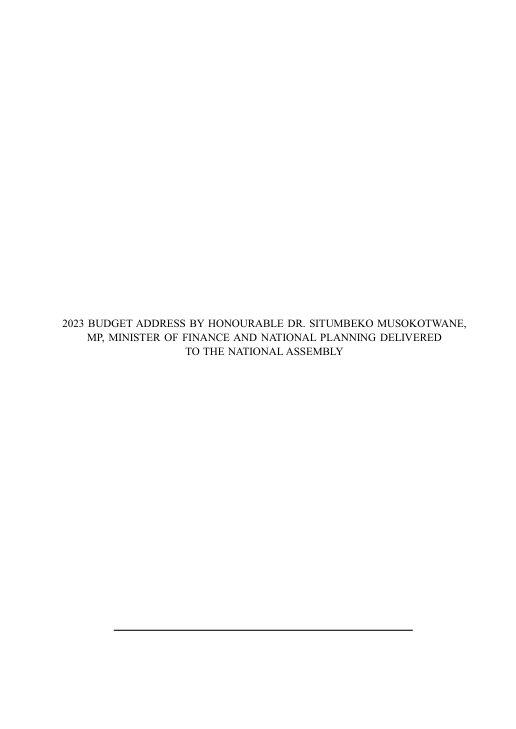 2023 BUDGET ADDRESS BY HONOURABLE DR. SITUMBEKO MUSOKOTWANE,
MP, MINISTER OF FINANCE AND NATIONAL PLANNING DELIVERED
TO THE NATIONAL ASSEMBLY